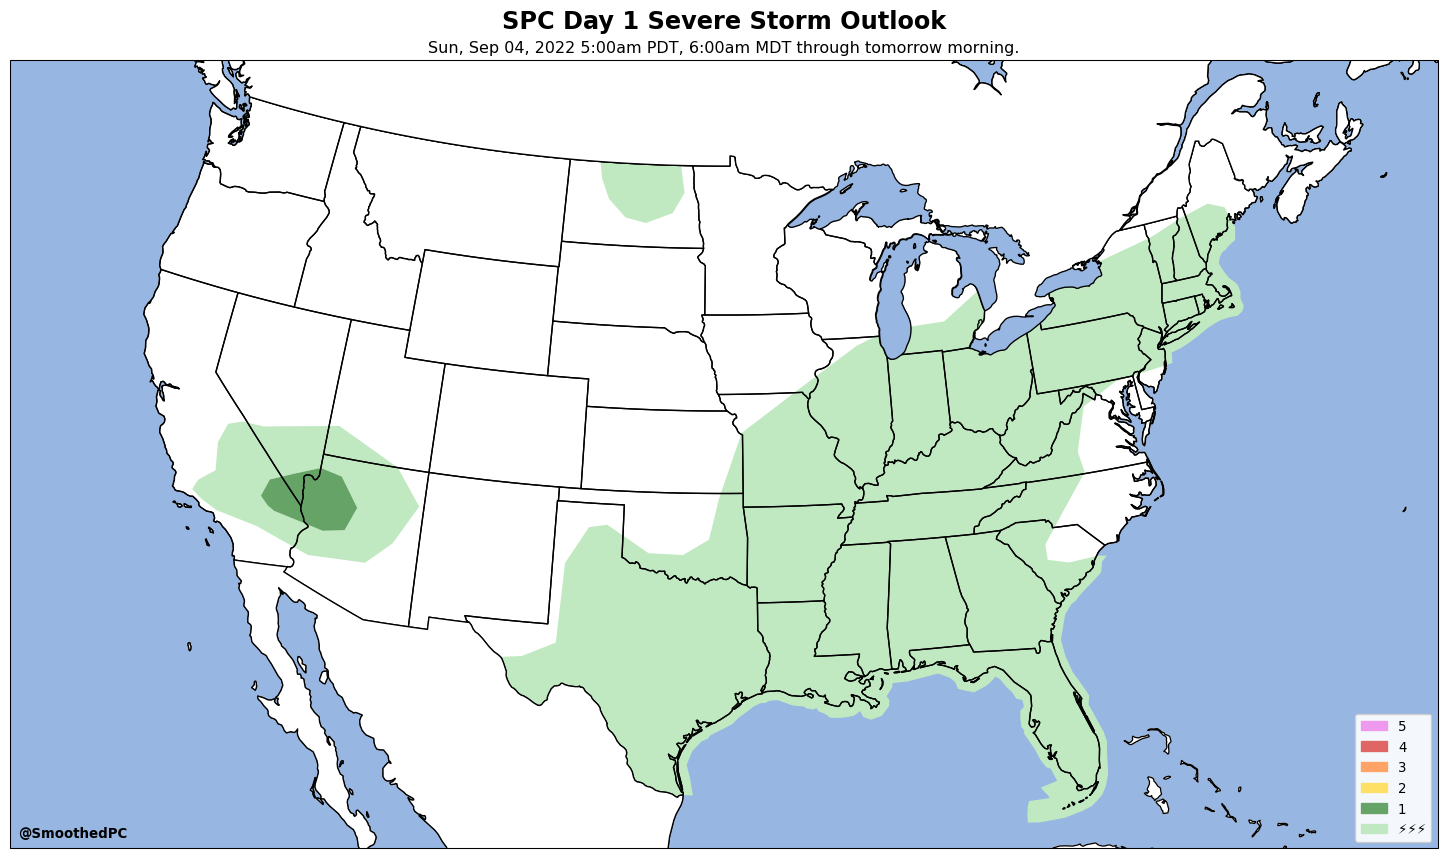 SPC Day 1 Severe Storm Outlook
Sun, Sep 04, 2022 5:00am PDT, 6:00am MDT through tomorrow morning.
5
4
3
2
1
⚡⚡⚡
@SmoothedPC